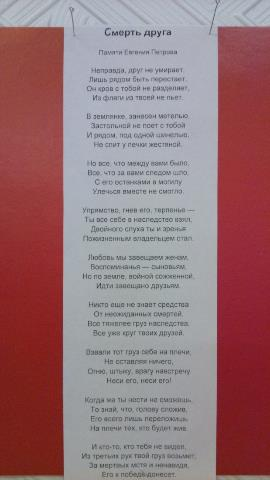 Смерть друга
Памяти Евгения Петрова
Неправда, друг не умирает,
Лишь рядом быть перестает.
Он кров с тобой не разделяет,
Из фляги из твоей не пьет.
В землянке, занесен метелью,
Застольной не поет с тобой
И рядом, под одной шинелью,
Не спит у печки жестяной.
Но все, что между вами было,
Все, что за вами следом шло,
С его останками в могилу
Улечься вместе не смогло.
Упрямство, гнев его, терпенье —
Ты все себе в наследство взял,
Двойного слуха ты и зренья
Пожизненным владельцем стал.
Любовь мы завещаем женам,
Воспоминанья — сыновьям,
Но по земле, войной сожженной,
Идти завещано друзьям.
Никто еще не знает средства
От неожиданных смертей.
Все тяжелее груз наследства,
Все уже круг твоих друзей.
Взвали тот груз себе на плечи,
Не оставляя ничего,
Огню, штыку, врагу навстречу
Неси его, неси его!
Когда же ты нести не сможешь,
То знай, что, голову сложив,
Его всего лишь переложишь
На плечи тех, кто будет жив.
И кто-то, кто тебя не видел,
Из третьих рук твой груз возьмет,
За мертвых мстя и ненавидя,
Его к победе донесет.